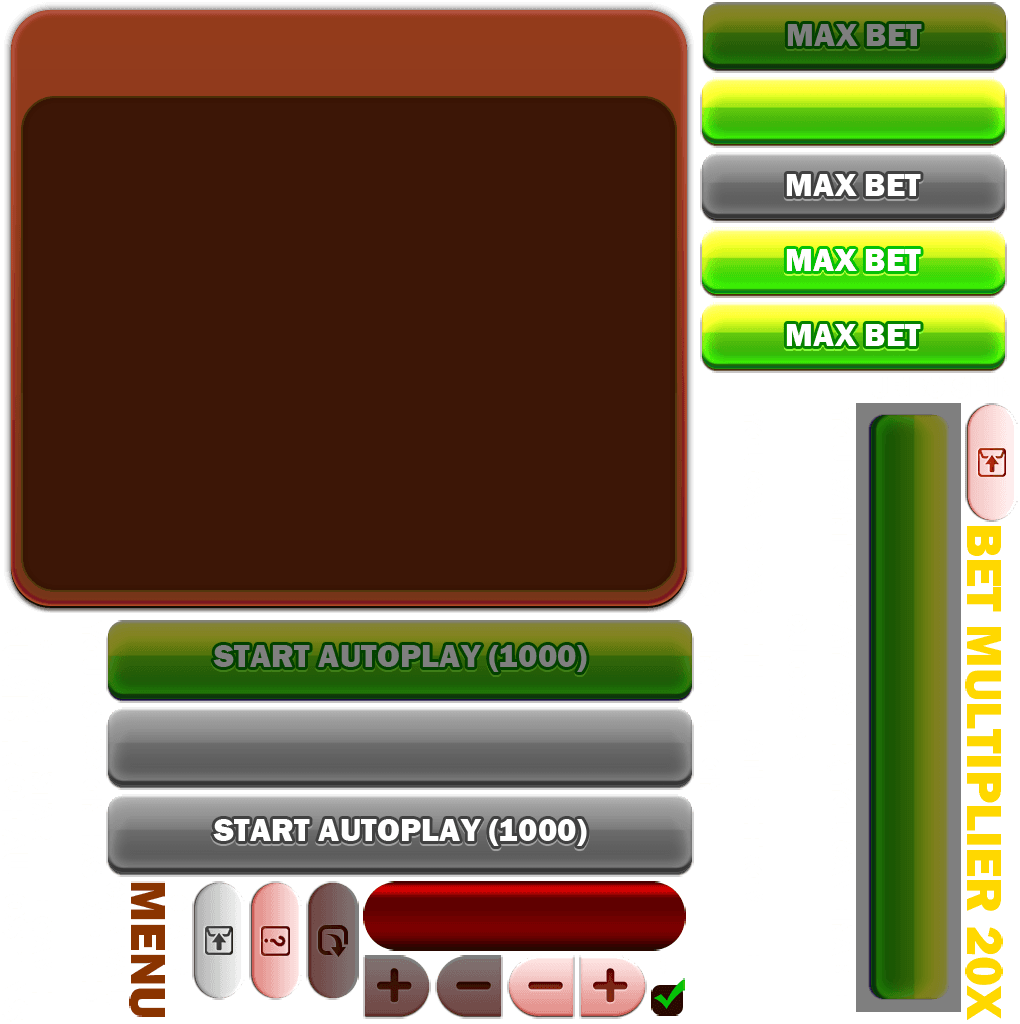 MAX BET
MAX BET
MAX BET
MAX BET
START AUTOPLAY (1000)
START AUTOPLAY (1000)
MENU
?
BET MULTIPLIER 20X